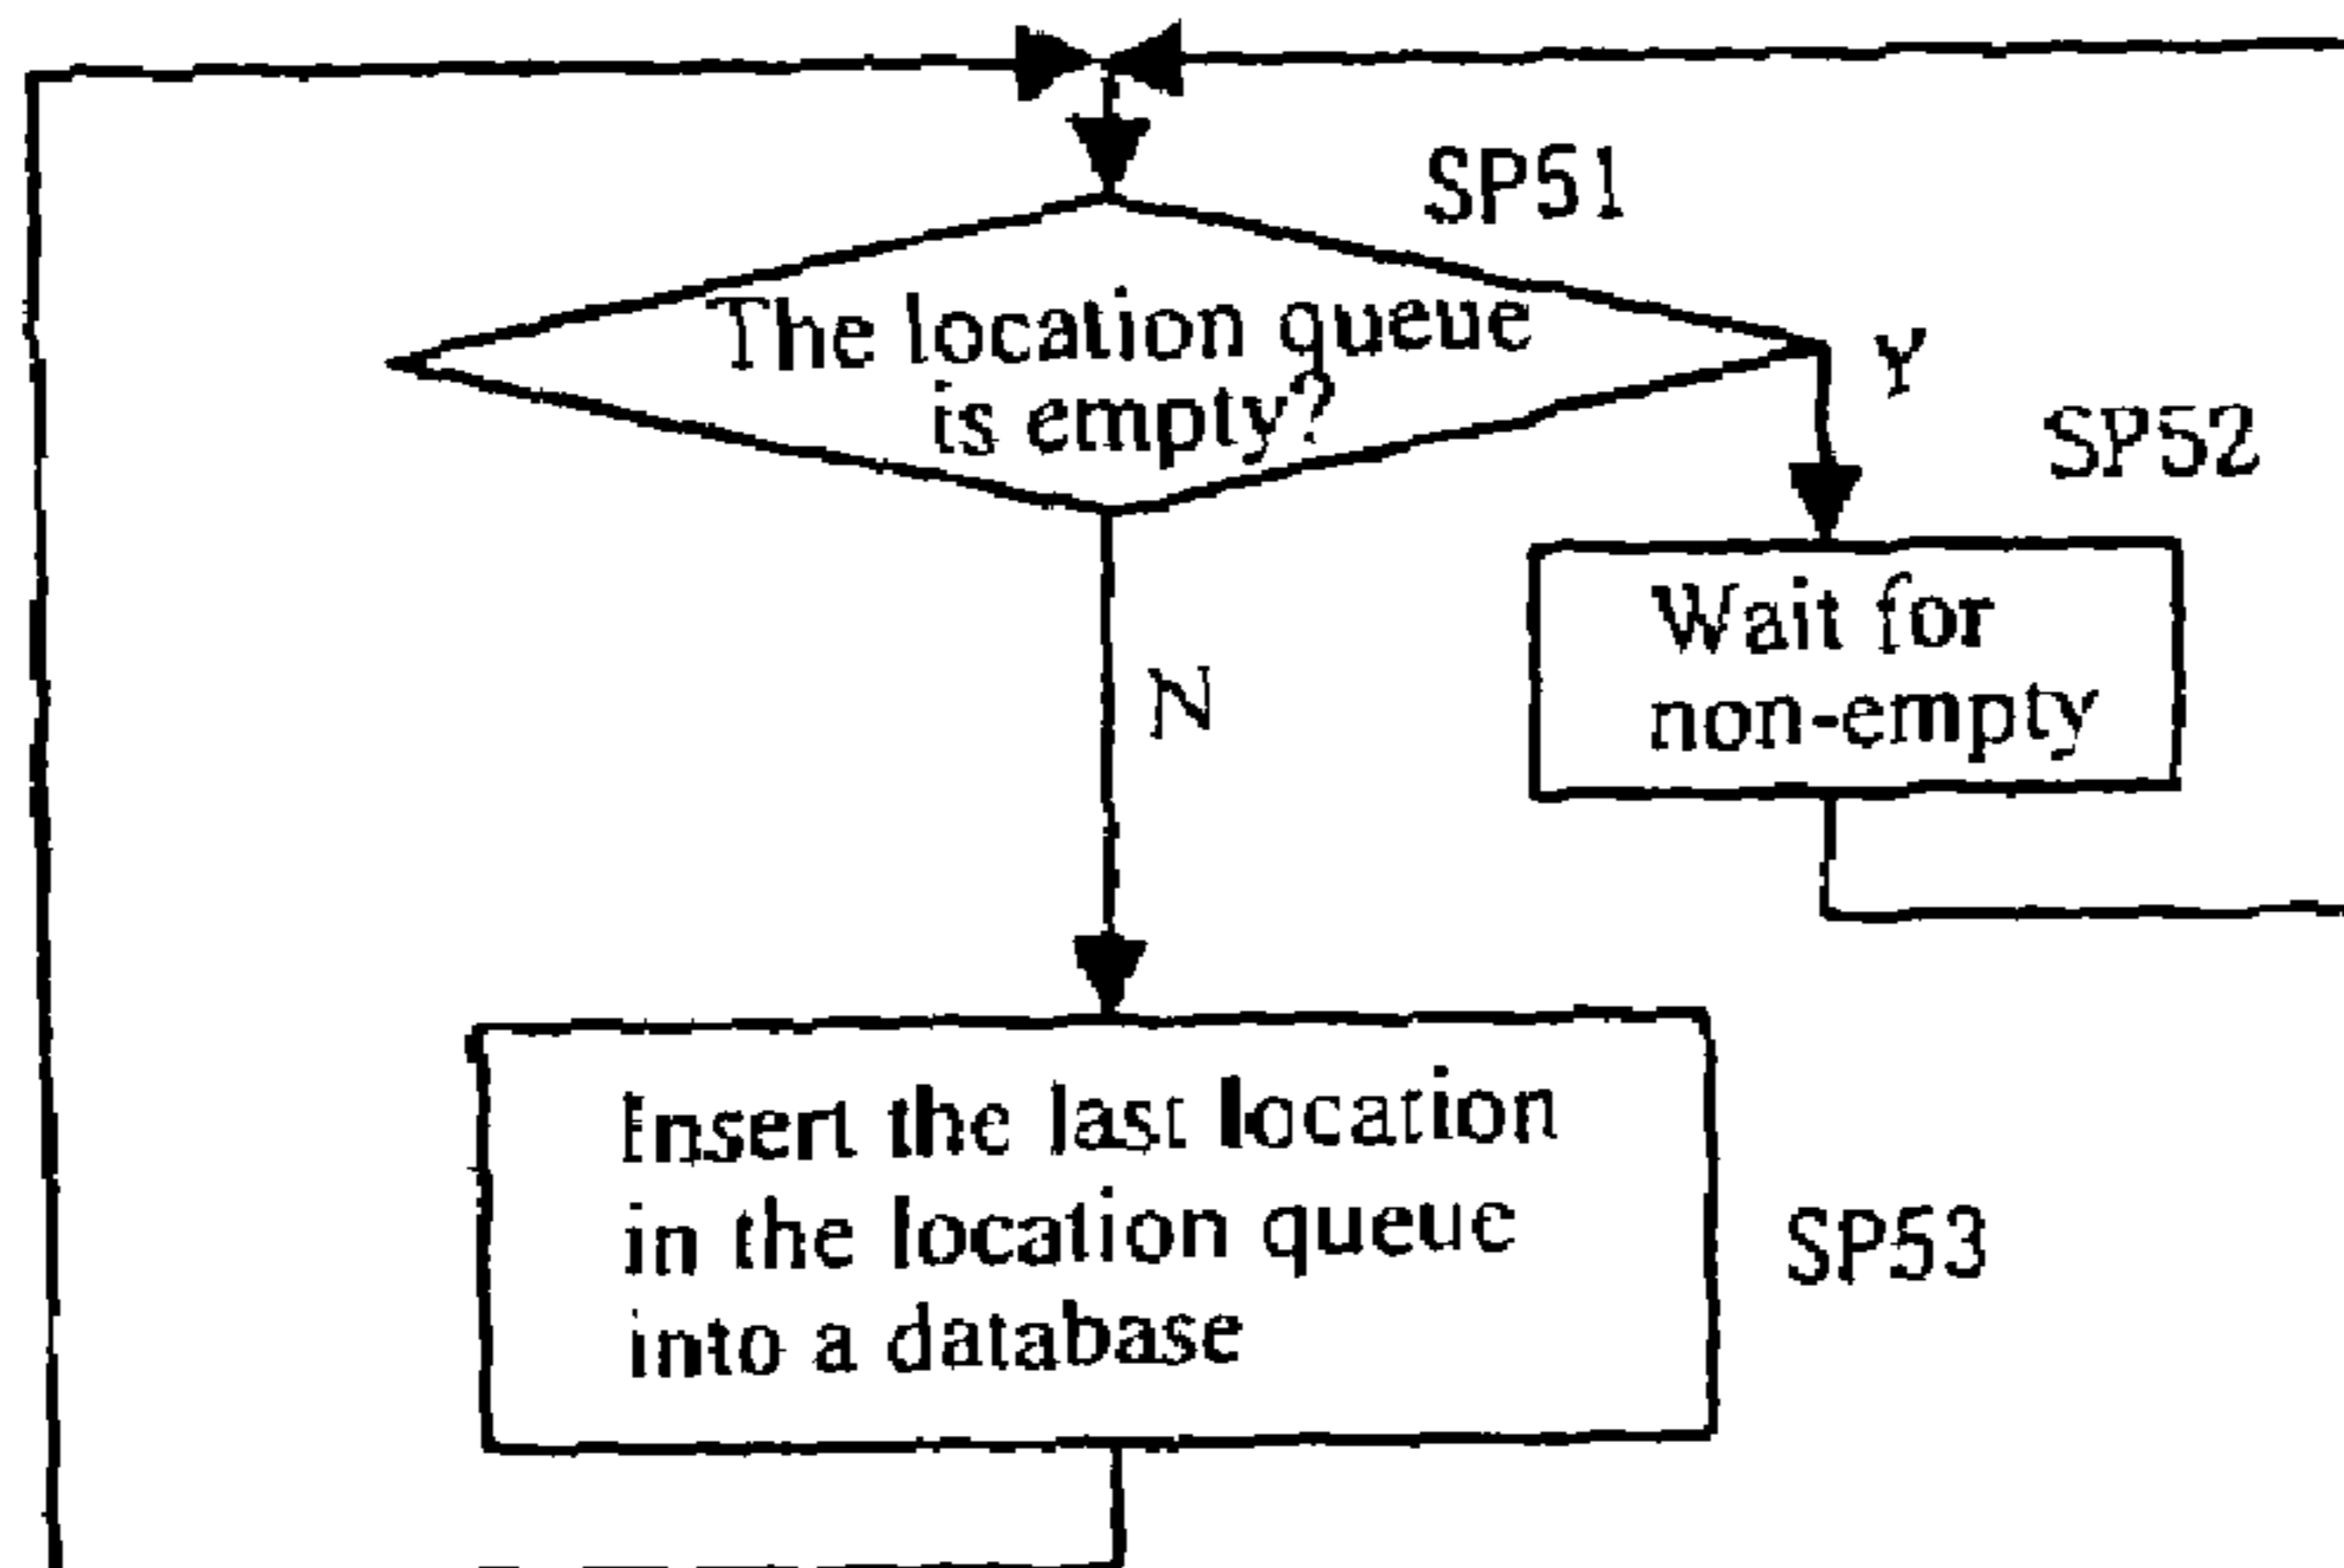 SP51
The location queue
is empty?
Y
SP52
Wait for
non-empty
N
Insert the last location
in the location queue
into a database
SP53